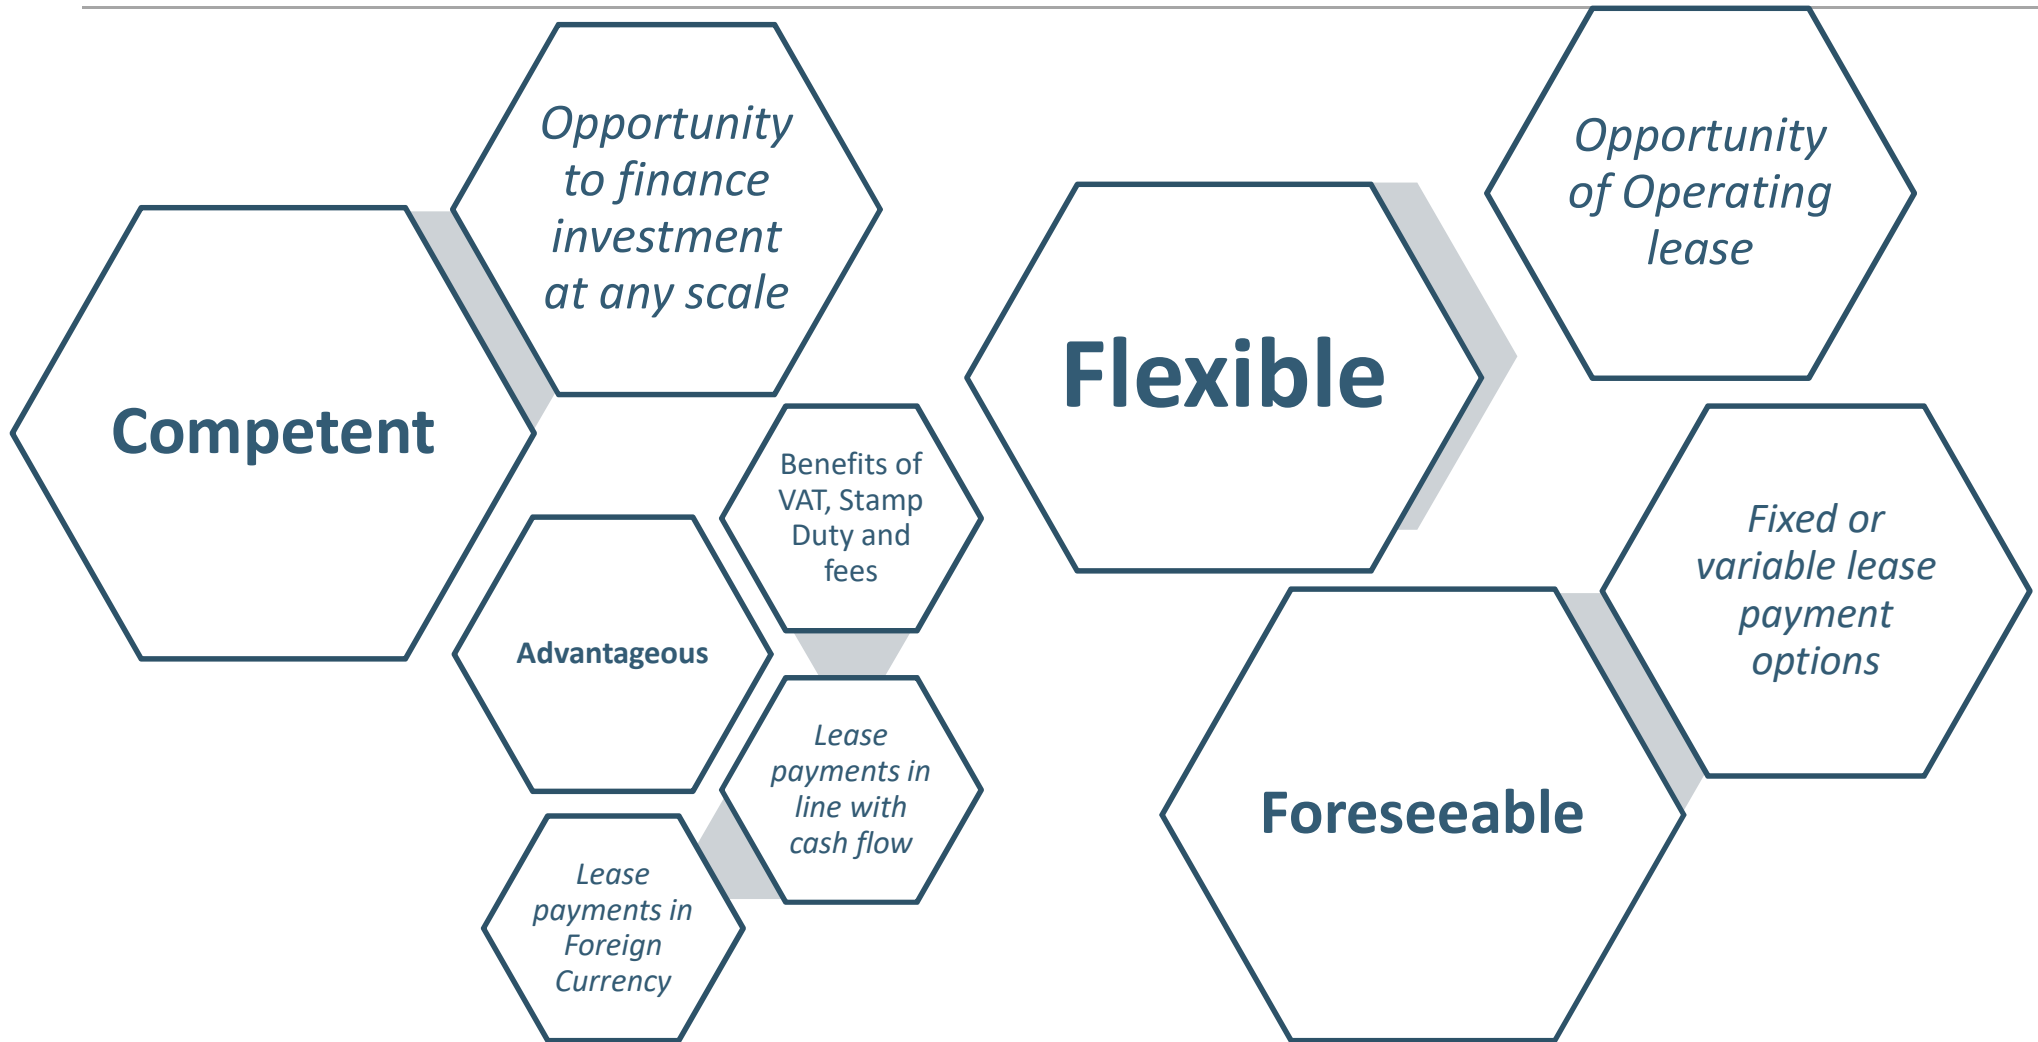 Opportunity
to finance
investment
at any scale
Competent
Benefits of
VAT, Stamp
Duty and
fees
Advantageous
Lease
payments in
line with
cash flow
Lease
payments in
Foreign
Currency
Flexible
Opportunity
of Operating
lease
Fixed or
variable lease
payment
options
Foreseeable